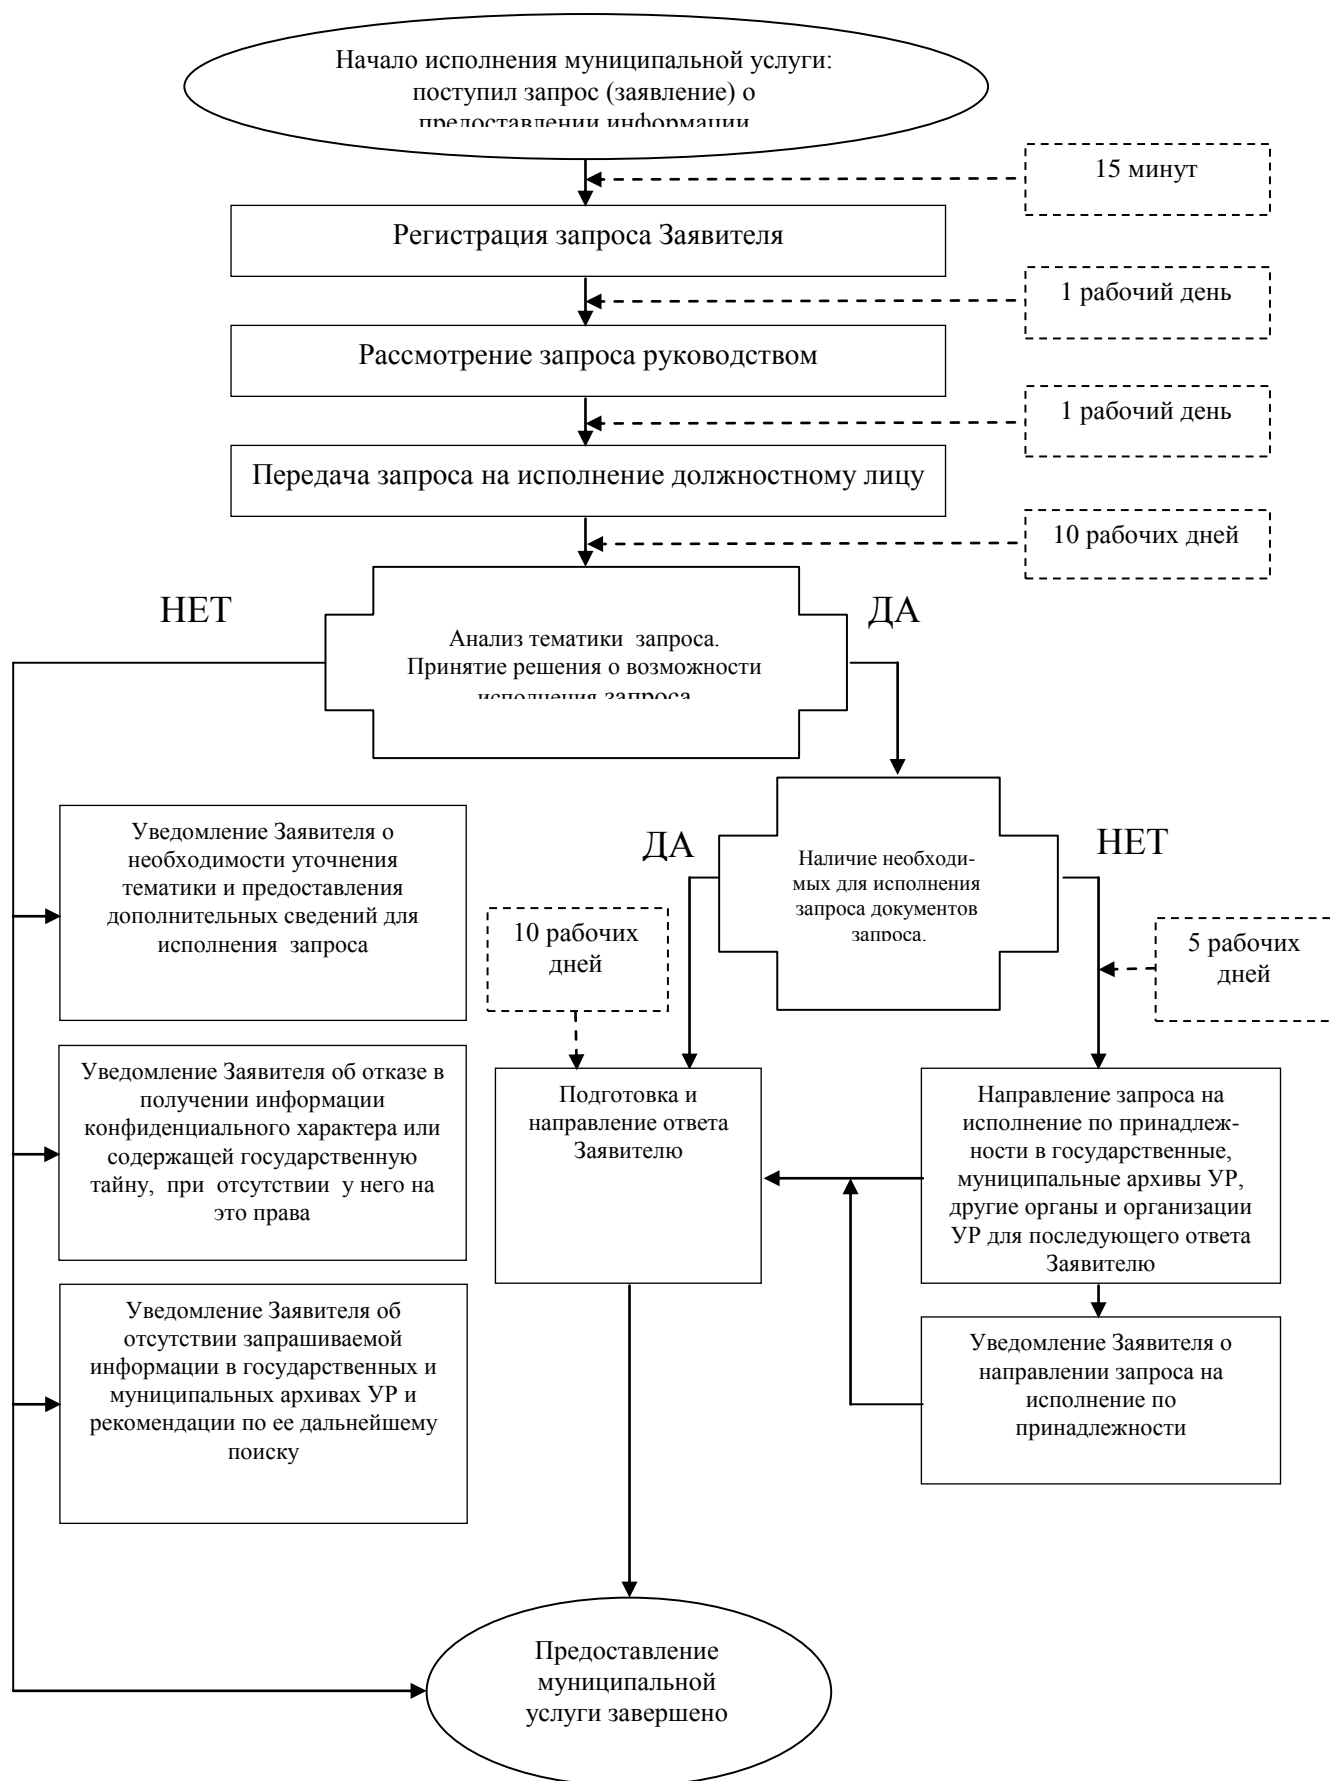 Начало исполнения муниципальной услуги:
поступил запрос (заявление) о
предоставлении информации
15 минут
Регистрация запроса Заявителя
1 рабочий день
Рассмотрение запроса руководством
1 рабочий день
Передача запроса на исполнение должностному лицу
10 рабочих дней
НЕТ
ДА
Анализ тематики запроса.
Принятие решения о возможности
исполнения запроса
Уведомление Заявителя о
необходимости уточнения
тематики и предоставления
дополнительных сведений для
исполнения запроса
ДА
НЕТ
Наличие необходи-
мых для исполнения
запроса документов
запроса.
10 рабочих
дней
5 рабочих
дней
Уведомление Заявителя об отказе в
получении информации
конфиденциального характера или
содержащей государственную
тайну, при отсутствии у него на
это права
Подготовка и
направление ответа
Заявителю
Направление запроса на
исполнение по принадлеж-
ности в государственные,
муниципальные архивы УР,
другие органы и организации
УР для последующего ответа
Заявителю
Уведомление Заявителя об
отсутствии запрашиваемой
информации в государственных и
муниципальных архивах УР и
рекомендации по ее дальнейшему
поиску
Уведомление Заявителя о
направлении запроса на
исполнение по
принадлежности
Предоставление
муниципальной
услуги завершено